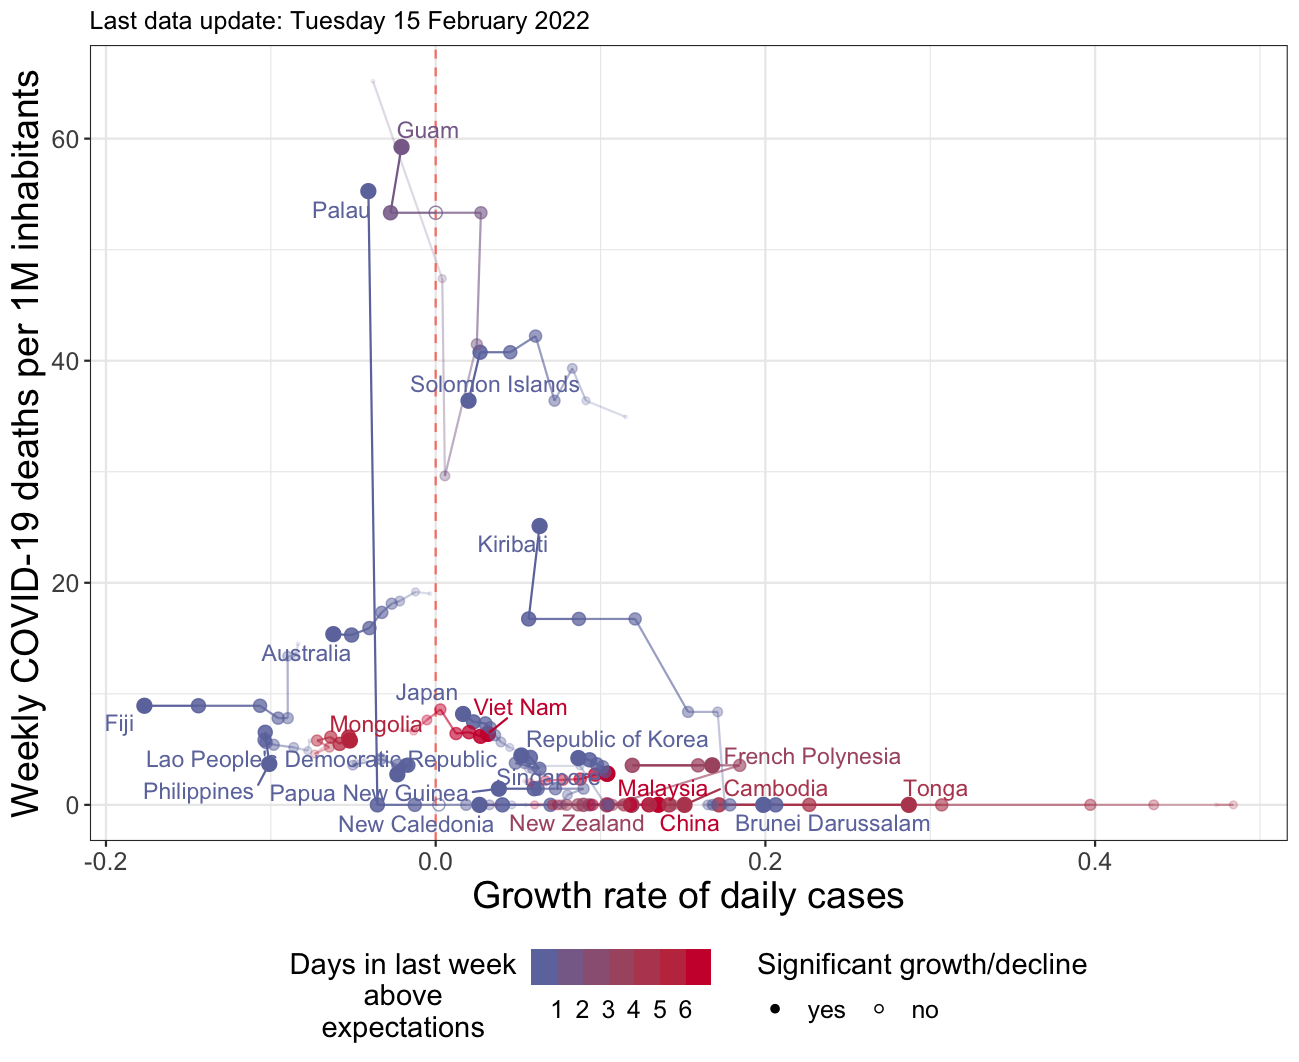 Last data update: Tuesday 15 February 2022
Weekly COVID-19 deaths per 1M inhabitants
60
40
20
0
Guam
Palau
Solomon Islands
Kiribati
Australia
Fiji
Japan
Viet Nam
Mongolia
Republic of Korea
Lao People's Democratic Republic
French Polynesia
Singapore
Philippines
Papua New Guinea
Malaysia
Cambodia
Tonga
New Caledonia
New Zealand
China
Brunei Darussalam
-0.2
0.0
0.2
0.4
Growth rate of daily cases
Days in last week
above
expectations
1 2 3 4 5 6
Significant growth/decline
yes
no